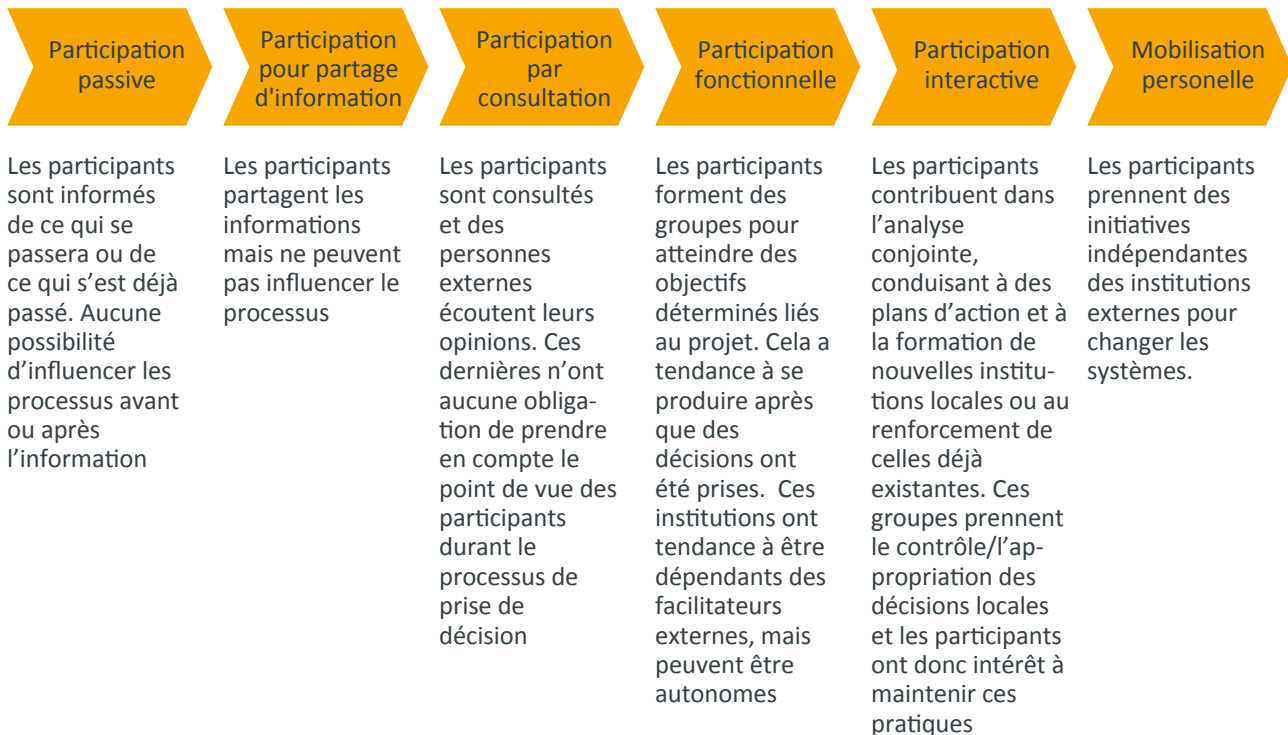 Participation
passive
Participation
pour partage
d'information
Participation
par
consultation
Participation
fonctionnelle
Participation
interactive
Mobilisation
personelle
Les participants
sont informés
de ce qui se
passera ou de
ce qui s’est déjà
passé. Aucune
possibilité
d’influencer les
processus avant
ou après
l’information
Les participants
partagent les
informations
mais ne peuvent
pas influencer le
processus
Les participants
sont consultés
et des
personnes
externes
écoutent leurs
opinions. Ces
dernières n’ont
aucune obliga-
tion de prendre
en compte le
point de vue des
participants
durant le
processus de
prise de
décision
Les participants
forment des
groupes pour
atteindre des
objectifs
déterminés liés
au projet. Cela a
tendance à se
produire après
que des
décisions ont
été prises.  Ces
institutions ont
tendance à être
dépendants des
facilitateurs
externes, mais
peuvent être
autonomes
Les participants
contribuent dans
l’analyse
conjointe,
conduisant à des
plans d’action et à
la formation de
nouvelles institu-
tions locales ou au
renforcement de
celles déjà
existantes. Ces
groupes prennent
le contrôle/l’ap-
propriation des
décisions locales
et les participants
ont donc intérêt à
maintenir ces
pratiques
Les participants
prennent des
initiatives
indépendantes
des institutions
externes pour
changer les
systèmes.